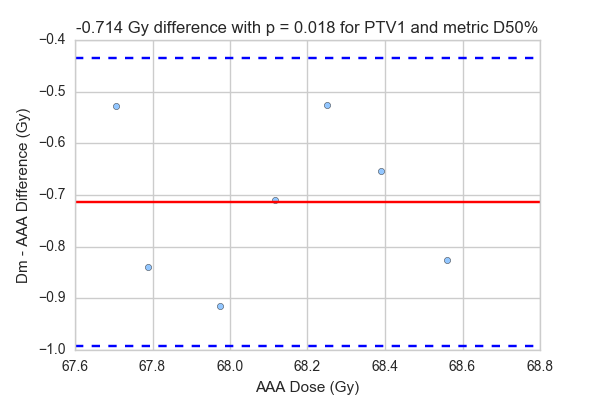 -0.714 Gy difference with p = 0.018 for PTV1 and metric D50%
−0.4
−0.5
−0.6
−0.7
−0.8
−0.9
−1.0
Dm - AAA Difference (Gy)
67.6 67.8 68.0 68.2 68.4 68.6 68.8
AAA Dose (Gy)